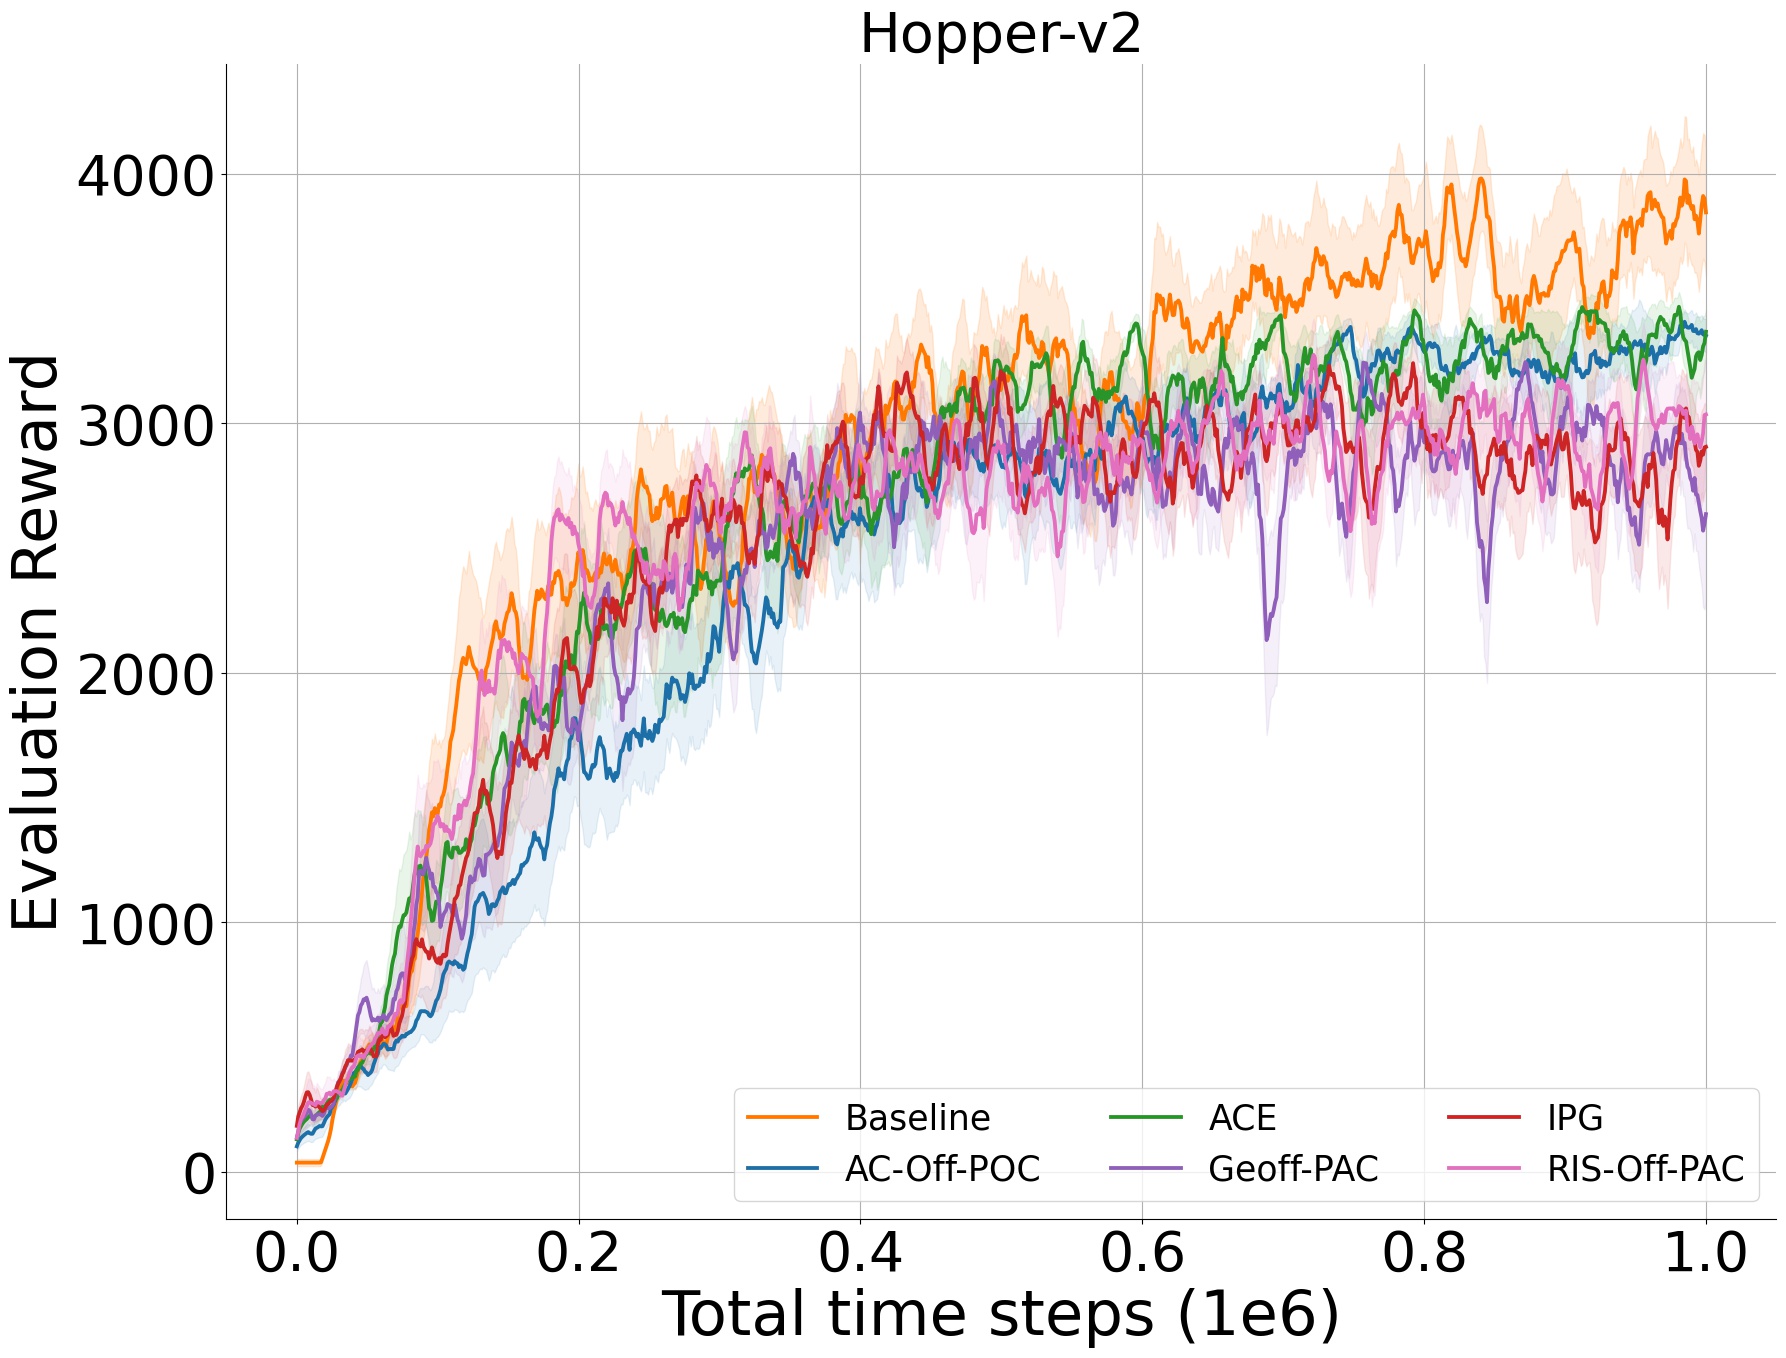 Hopper-v2
Evaluation Reward
4000
3000
2000
1000
0
0.0 0.2 0.4 0.6 0.8 1.0
Total time steps (1e6)
Baseline ACE IPG
AC-Off-POC Geoff-PAC RIS-Off-PAC